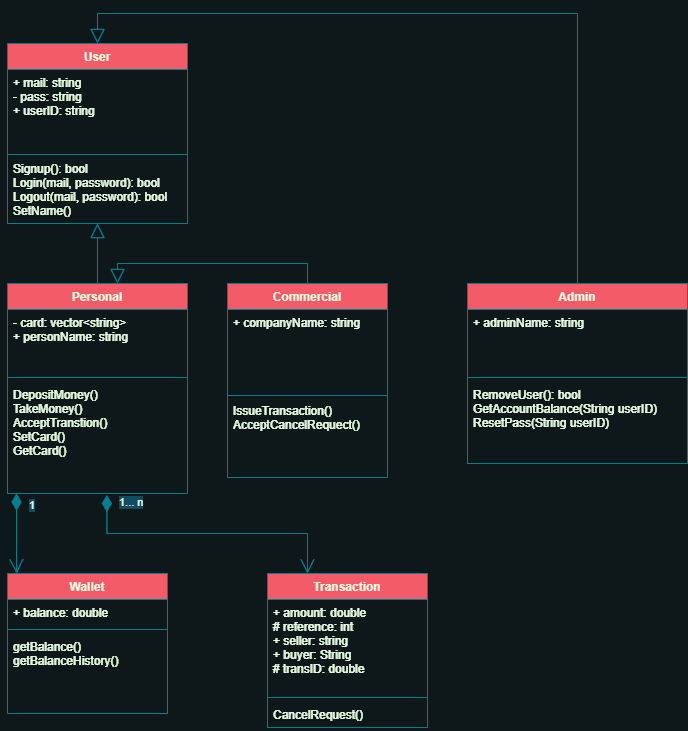 User
+ mail: string
- pass: string
+ userID: string
Signup(): bool
Login(mail, password): bool
Logout(mail, password): bool
SetName()
Personal
- card: vector<string>
+ personName: string
DepositMoney()
TakeMoney()
AcceptTranstion()
SetCard()
GetCard()
Commercial
+ companyName: string
IssueTransaction()
AcceptCancelRequect()
Admin
+ adminName: string
RemoveUser(): bool
GetAccountBalance(String userID)
ResetPass(String userID)
1
1... n
Wallet
+ balance: double
getBalance()
getBalanceHistory()
Transaction
+ amount: double
# reference: int
+ seller: string
+ buyer: String
# transID: double
CancelRequest()